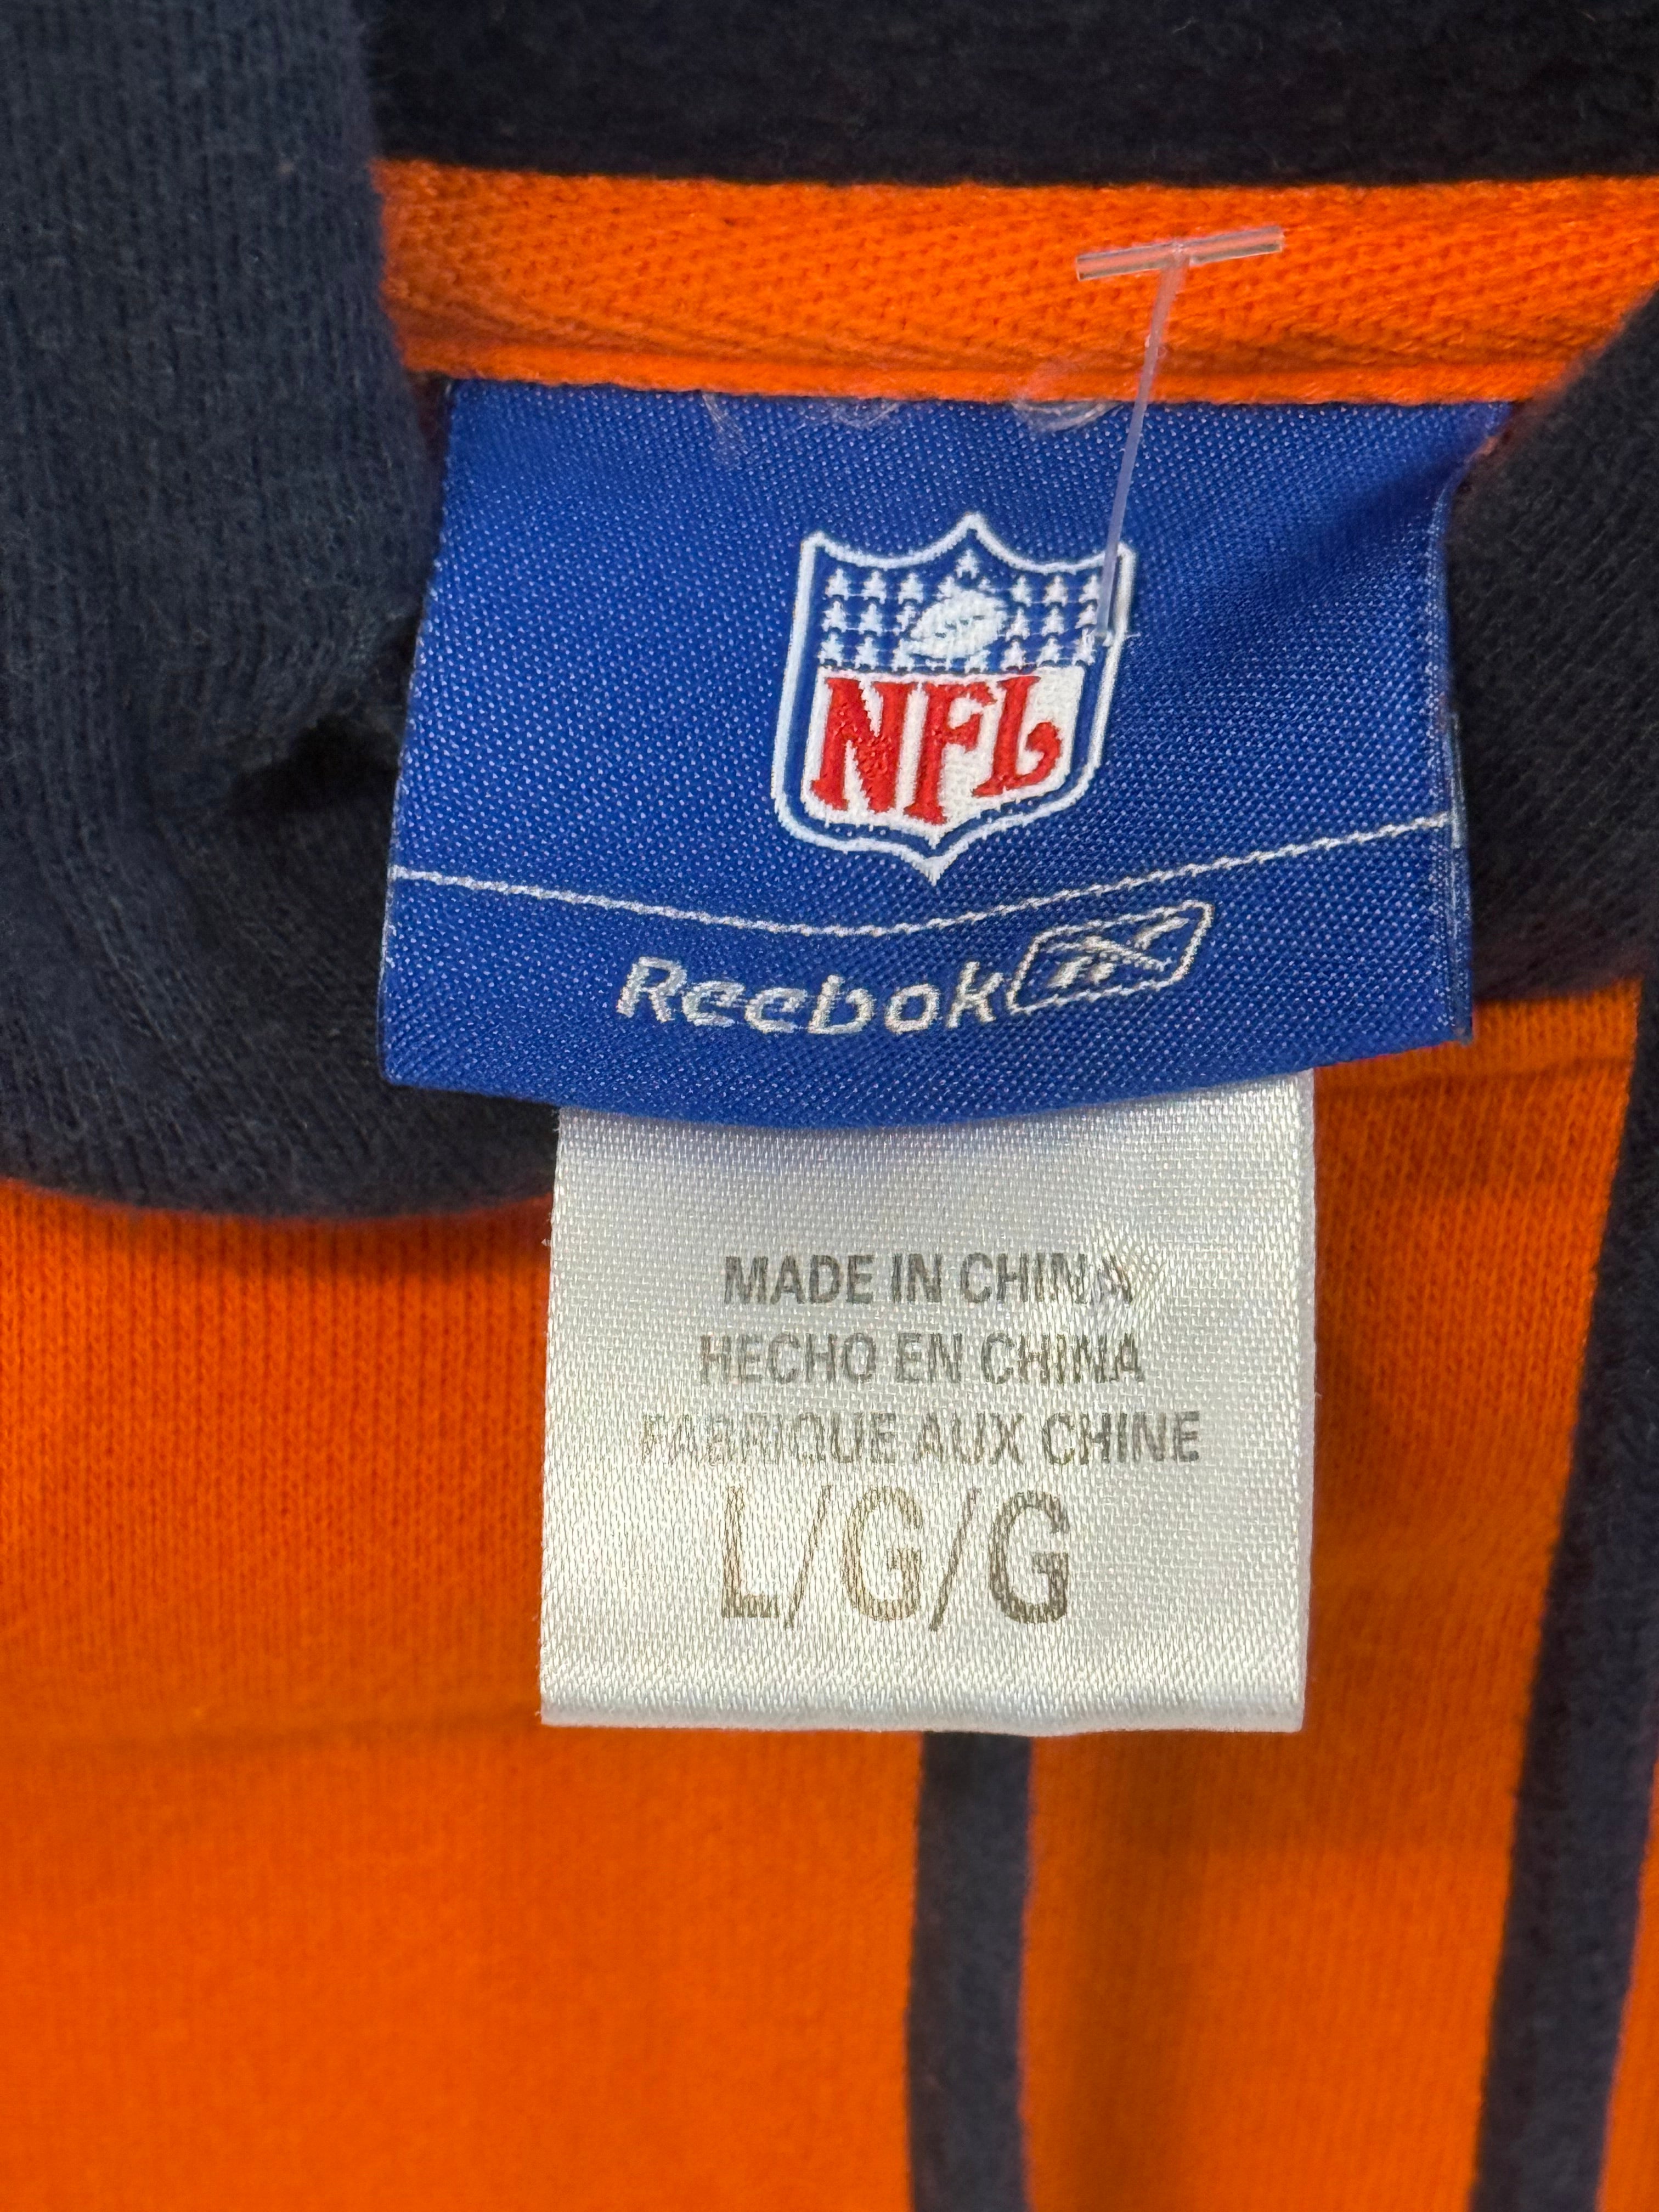 NFL
Reebok
MADE IN CHINA
HECHO EN CHINA
FABRIQUE AUX CHINE
L/G/G